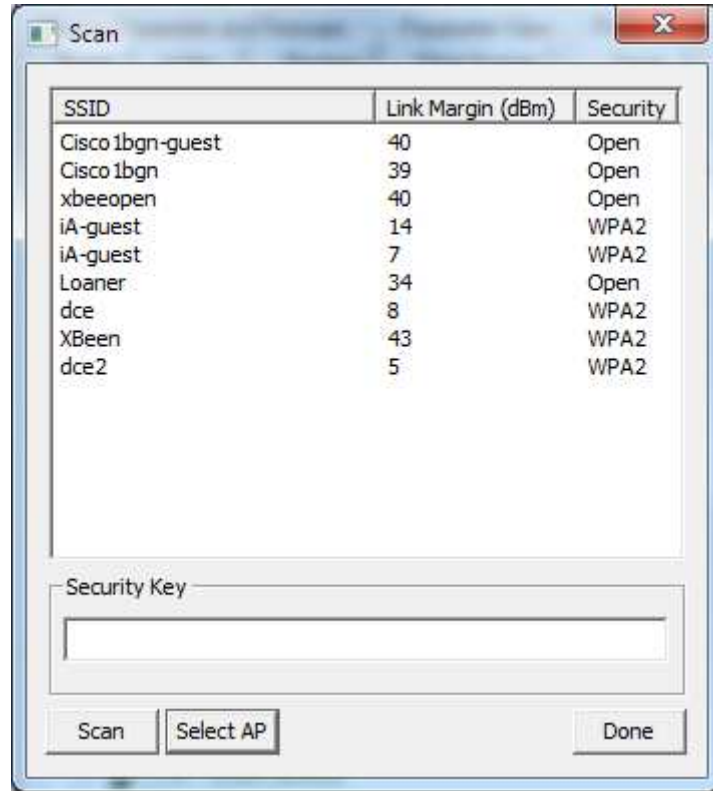 Scan
SSID Link Margin (dBm) Security
Cisco1bgn-guest 40 Open
Cisco1bgn 39 Open
xbeeopen 40 Open
iA-guest 14 WPA2
iA-guest 7 WPA2
Loaner 34 Open
dce 8 WPA2
XBeen 43 WPA2
dce2 5 WPA2
Security Key
Scan Select AP Done